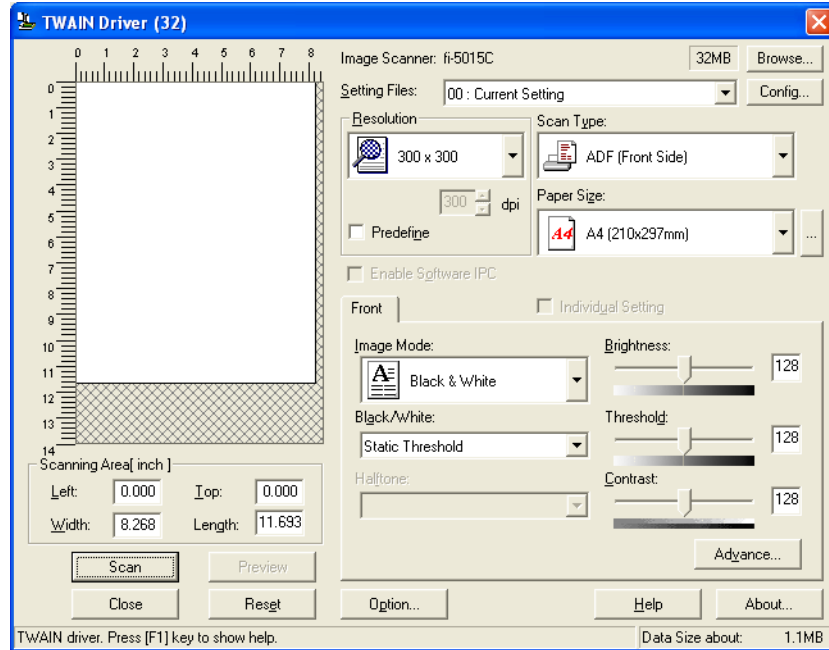 TWAIN Driver (32)
0 1 2 3 4 5 6 7 8
0
1
2
3
4
5
6
7
8
9
10
11
12
13
14
Image Scanner: fi-5015C
32MB
Browse...
Setting Files:
00 : Current Setting
Config...
Resolution
300 x 300
300 dpi
Predefine
Scan Type:
ADF (Front Side)
Paper Size:
A4
A4 (210x297mm)
...
Enable Software IPC
Front
Individual Setting
Image Mode:
A
Black & White
Black/White:
Static Threshold
Halftone:
Brightness:
128
Threshold:
128
Contrast:
128
Advance...
Scanning Area[ inch ]
Left: 0.000 Top: 0.000
Width: 8.268 Length: 11.693
Scan
Preview
Close
Reset
Option...
Help
About...
TWAIN driver. Press [F1] key to show help.
Data Size about: 1.1MB